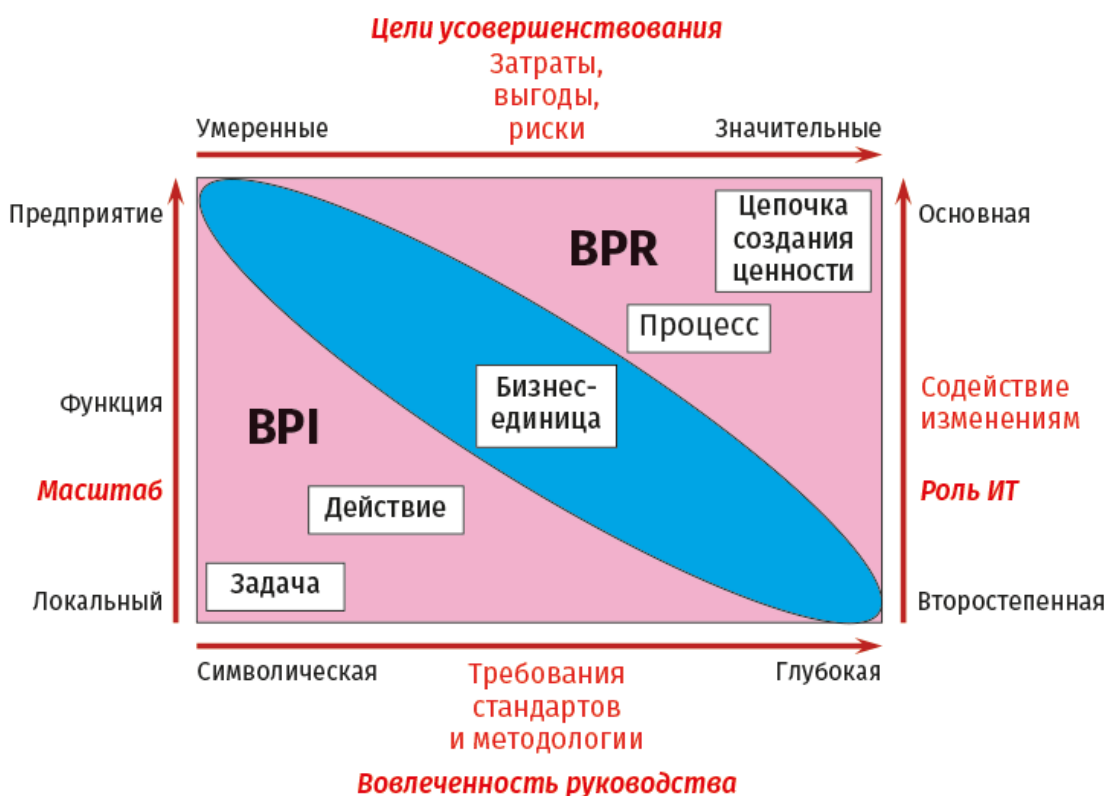 Цели усовершенствования
Затраты,
выгоды,
риски
Умеренные
Значительные
Предприятие
Функция
Масштаб
Локальный
BPR
Цепочка
создания
ценности
Процесс
Бизнес-
единица
BPI
Действие
Задача
Основная
Содействие
изменениям
Роль ИТ
Второстепенная
Символическая
Требования
стандартов
и методологии
Глубокая
Вовлеченность руководства